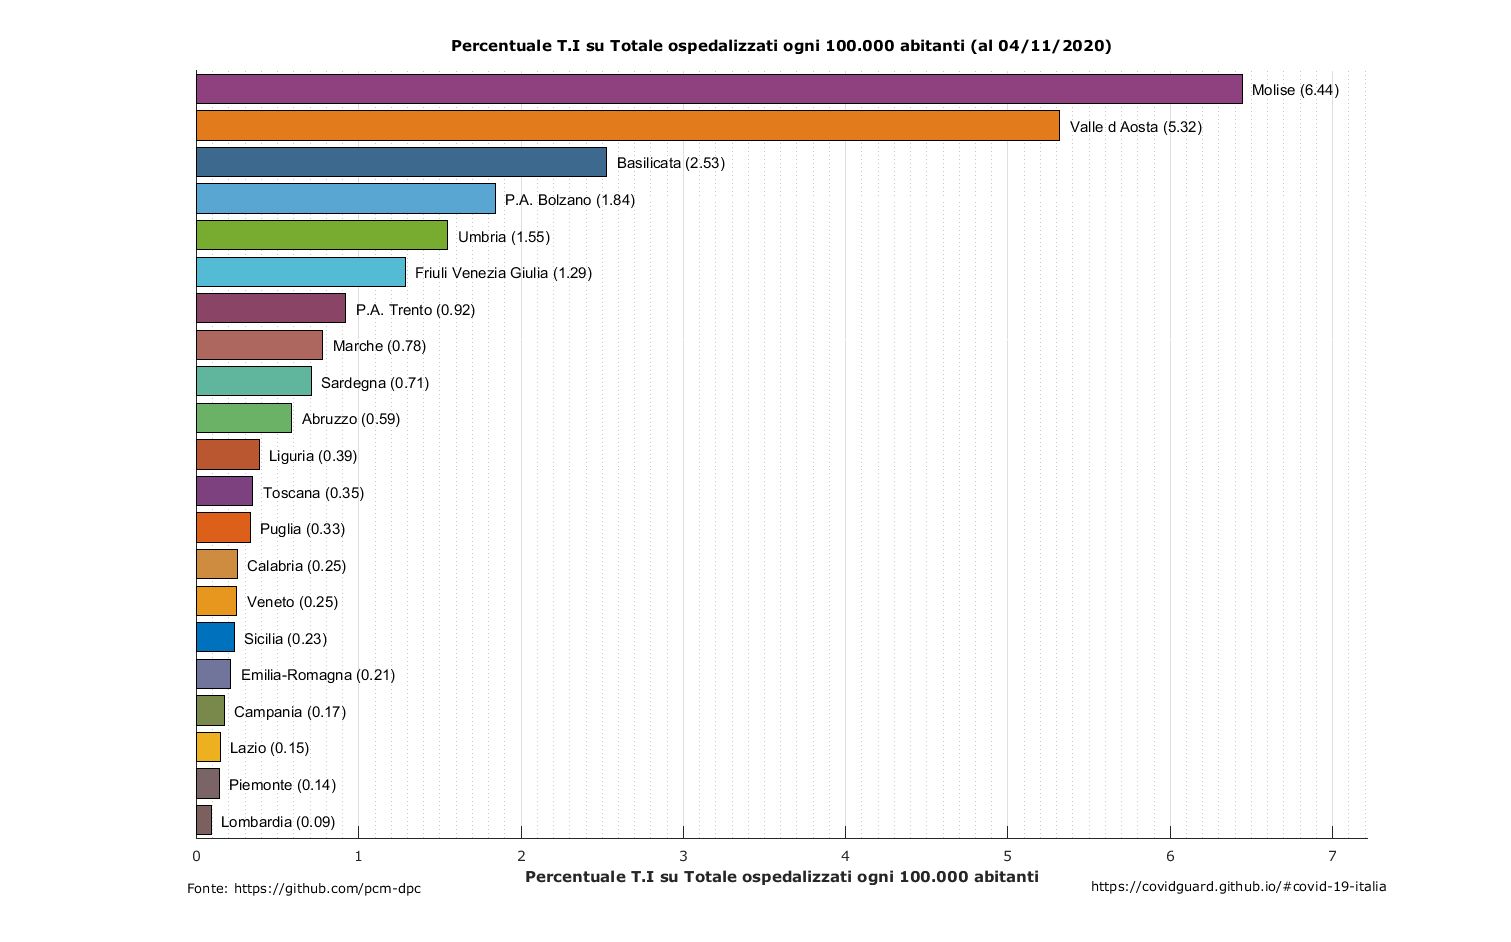 Percentuale T.I su Totale ospedalizzati ogni 100.000 abitanti (al 04/11/2020)
Molise (6.44)
Valle d Aosta (5.32)
Basilicata (2.53)
P.A. Bolzano (1.84)
Umbria (1.55)
Friuli Venezia Giulia (1.29)
P.A. Trento (0.92)
Marche (0.78)
Sardegna (0.71)
Abruzzo (0.59)
Liguria (0.39)
Toscana (0.35)
Puglia (0.33)
Calabria (0.25)
Veneto (0.25)
Sicilia (0.23)
Emilia-Romagna (0.21)
Campania (0.17)
Lazio (0.15)
Piemonte (0.14)
Lombardia (0.09)
0 1 2 3 4 5 6 7
Percentuale T.I su Totale ospedalizzati ogni 100.000 abitanti
Fonte: https://github.com/pcm-dpc
https://covidguard.github.io/#covid-19-italia